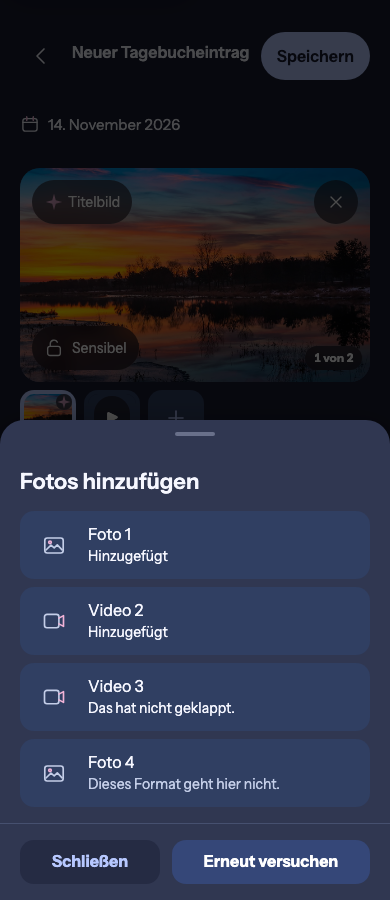 Neuer Tagebucheintrag
Speichern
14. November 2026
Titelbild
Sensibel
1 von 2
Fotos hinzufügen
Foto 1
Hinzugefügt
Video 2
Hinzugefügt
Video 3
Das hat nicht geklappt.
Foto 4
Dieses Format geht hier nicht.
Schließen
Erneut versuchen